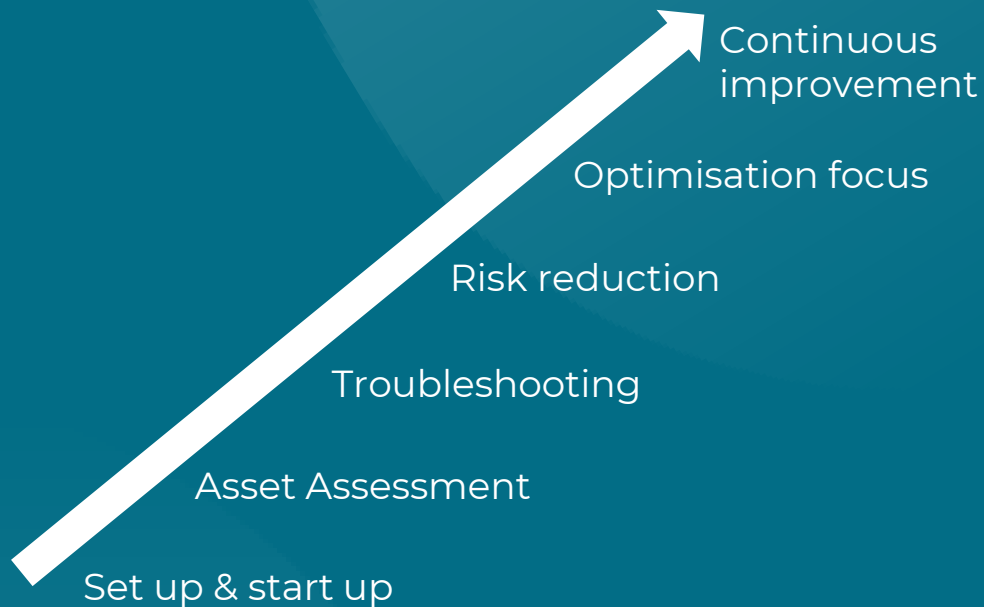 Continuous
improvement
Optimisation focus
Risk reduction
Troubleshooting
Asset Assessment
Set up & start up